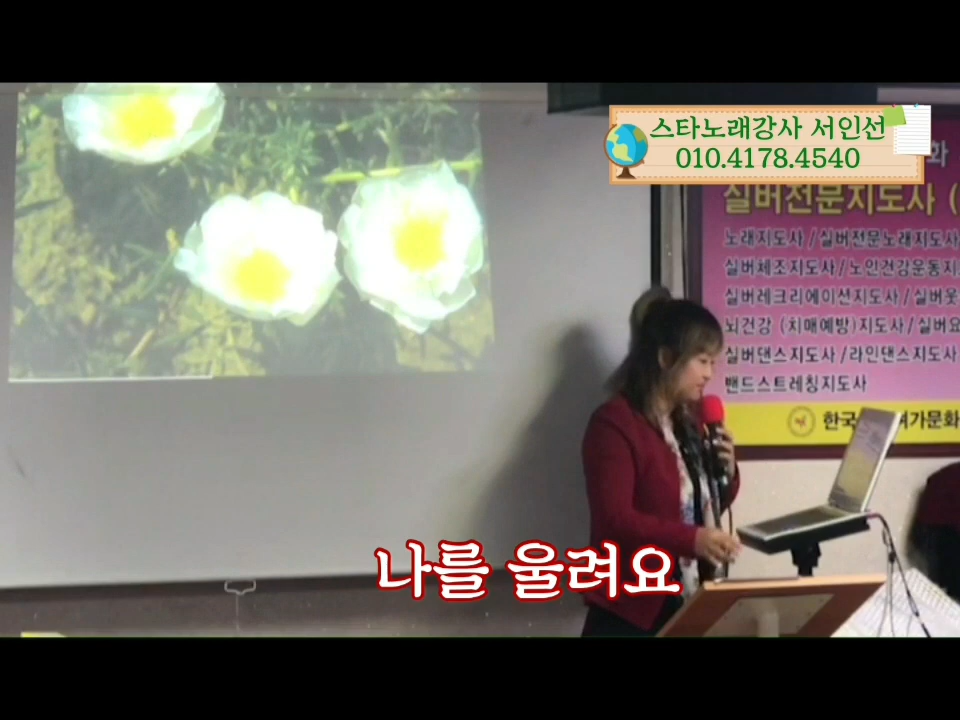 스타노래강사 서인선
010.4178.4540
화
실버전문지도사 (
노래지도사 / 실버전문노래지도사
실버체조지도사 / 노인건강운동지
실버레크리에이션지도사 / 실버웃
뇌건강 (치매예방) 지도사 / 실버요
실버댄스지도사 / 라인댄스지도사
밴드스트레칭지도사
한국 여가문화
나를 울려요